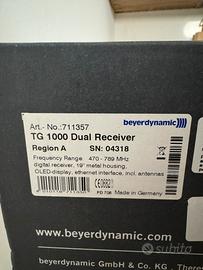 Art.- No.: 711357
beyerdynamic
TG 1000 Dual Receiver
Region A SN: 04318
Frequency Range 470 - 789 MHz
digital receiver, 19" metal housing,
OLED-display, ethernet interface, incl. antennas
Made in Germany
www.beyerdynamic.
beyerdynamic GmbH & Co. KG , Theres
subito